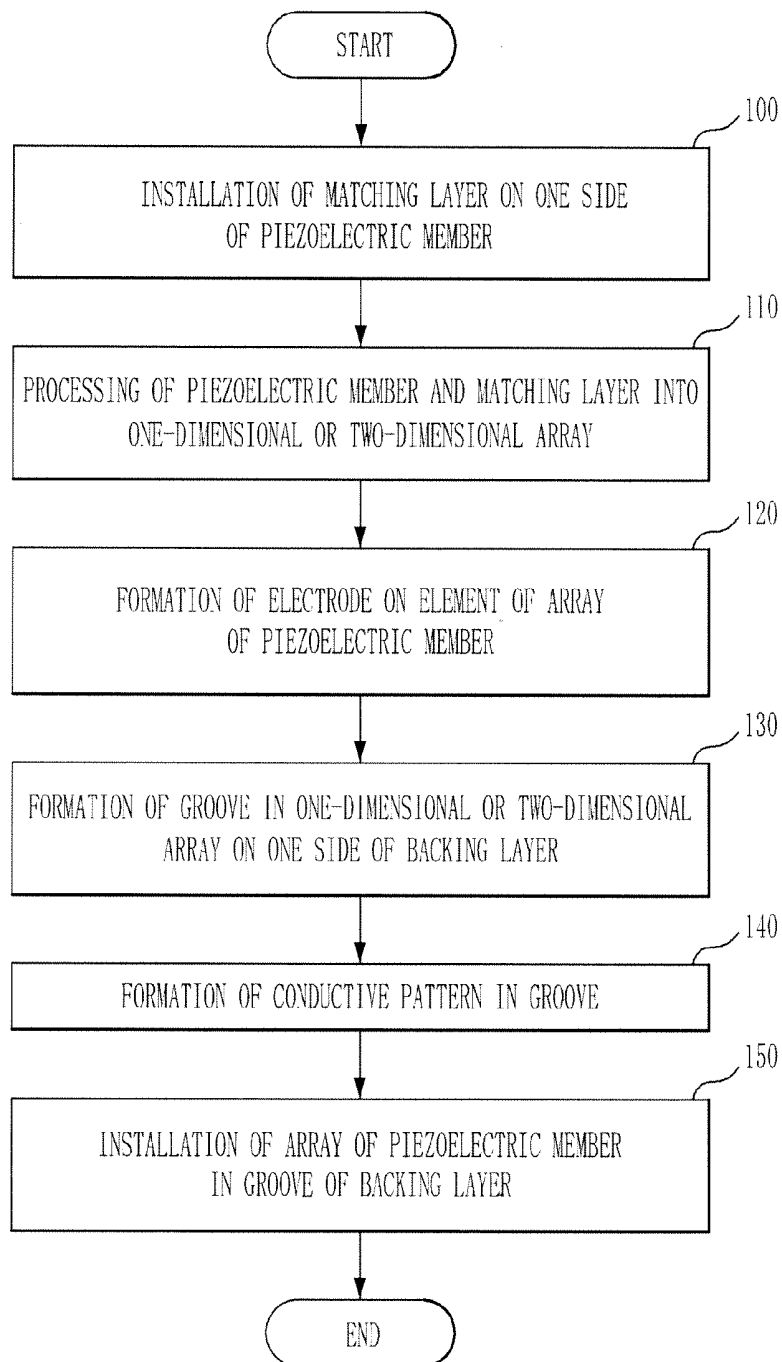 START
100
INSTALLATION OF MATCHING LAYER ON ONE SIDE
OF PIEZOELECTRIC MEMBER
110
PROCESSING OF PIEZOELECTRIC MEMBER AND MATCHING LAYER INTO
ONE-DIMENSIONAL OR TWO-DIMENSIONAL ARRAY
120
FORMATION OF ELECTRODE ON ELEMENT OF ARRAY
OF PIEZOELECTRIC MEMBER
130
FORMATION OF GROOVE IN ONE-DIMENSIONAL OR TWO-DIMENSIONAL
ARRAY ON ONE SIDE OF BACKING LAYER
140
FORMATION OF CONDUCTIVE PATTERN IN GROOVE
150
INSTALLATION OF ARRAY OF PIEZOELECTRIC MEMBER
IN GROOVE OF BACKING LAYER
END